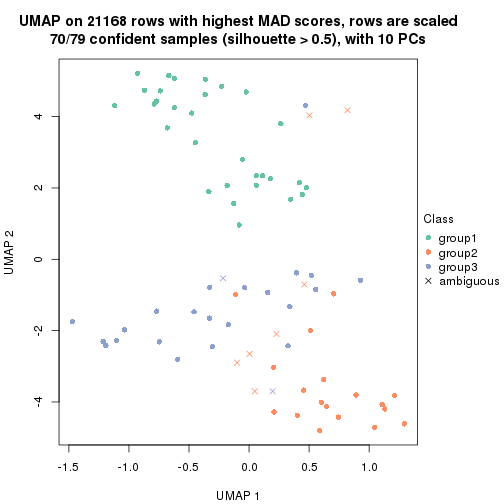 UMAP on 21168 rows with highest MAD scores, rows are scaled
70/79 confident samples (silhouette > 0.5), with 10 PCs
UMAP 2
4
2
0
-2
-4
-1.5 -1.0 -0.5 0.0 0.5 1.0
UMAP 1
Class
group1
group2
group3
ambiguous